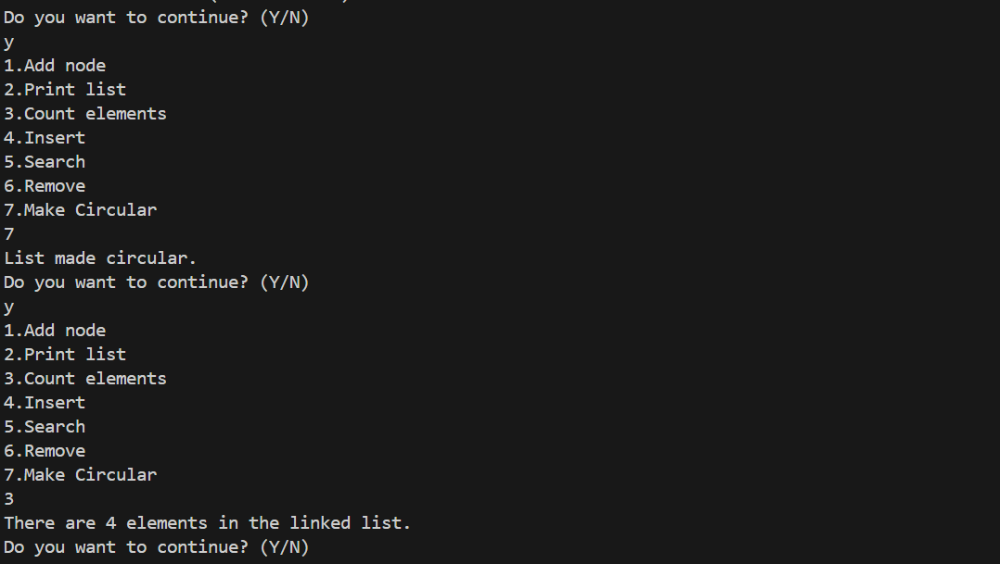 Do you want to continue? (Y/N)
y
1.Add node
2.Print list
3.Count elements
4.Insert
5.Search
6.Remove
7.Make Circular
7
List made circular.
Do you want to continue? (Y/N)
y
1.Add node
2.Print list
3.Count elements
4.Insert
5.Search
6.Remove
7.Make Circular
3
There are 4 elements in the linked list.
Do you want to continue? (Y/N)